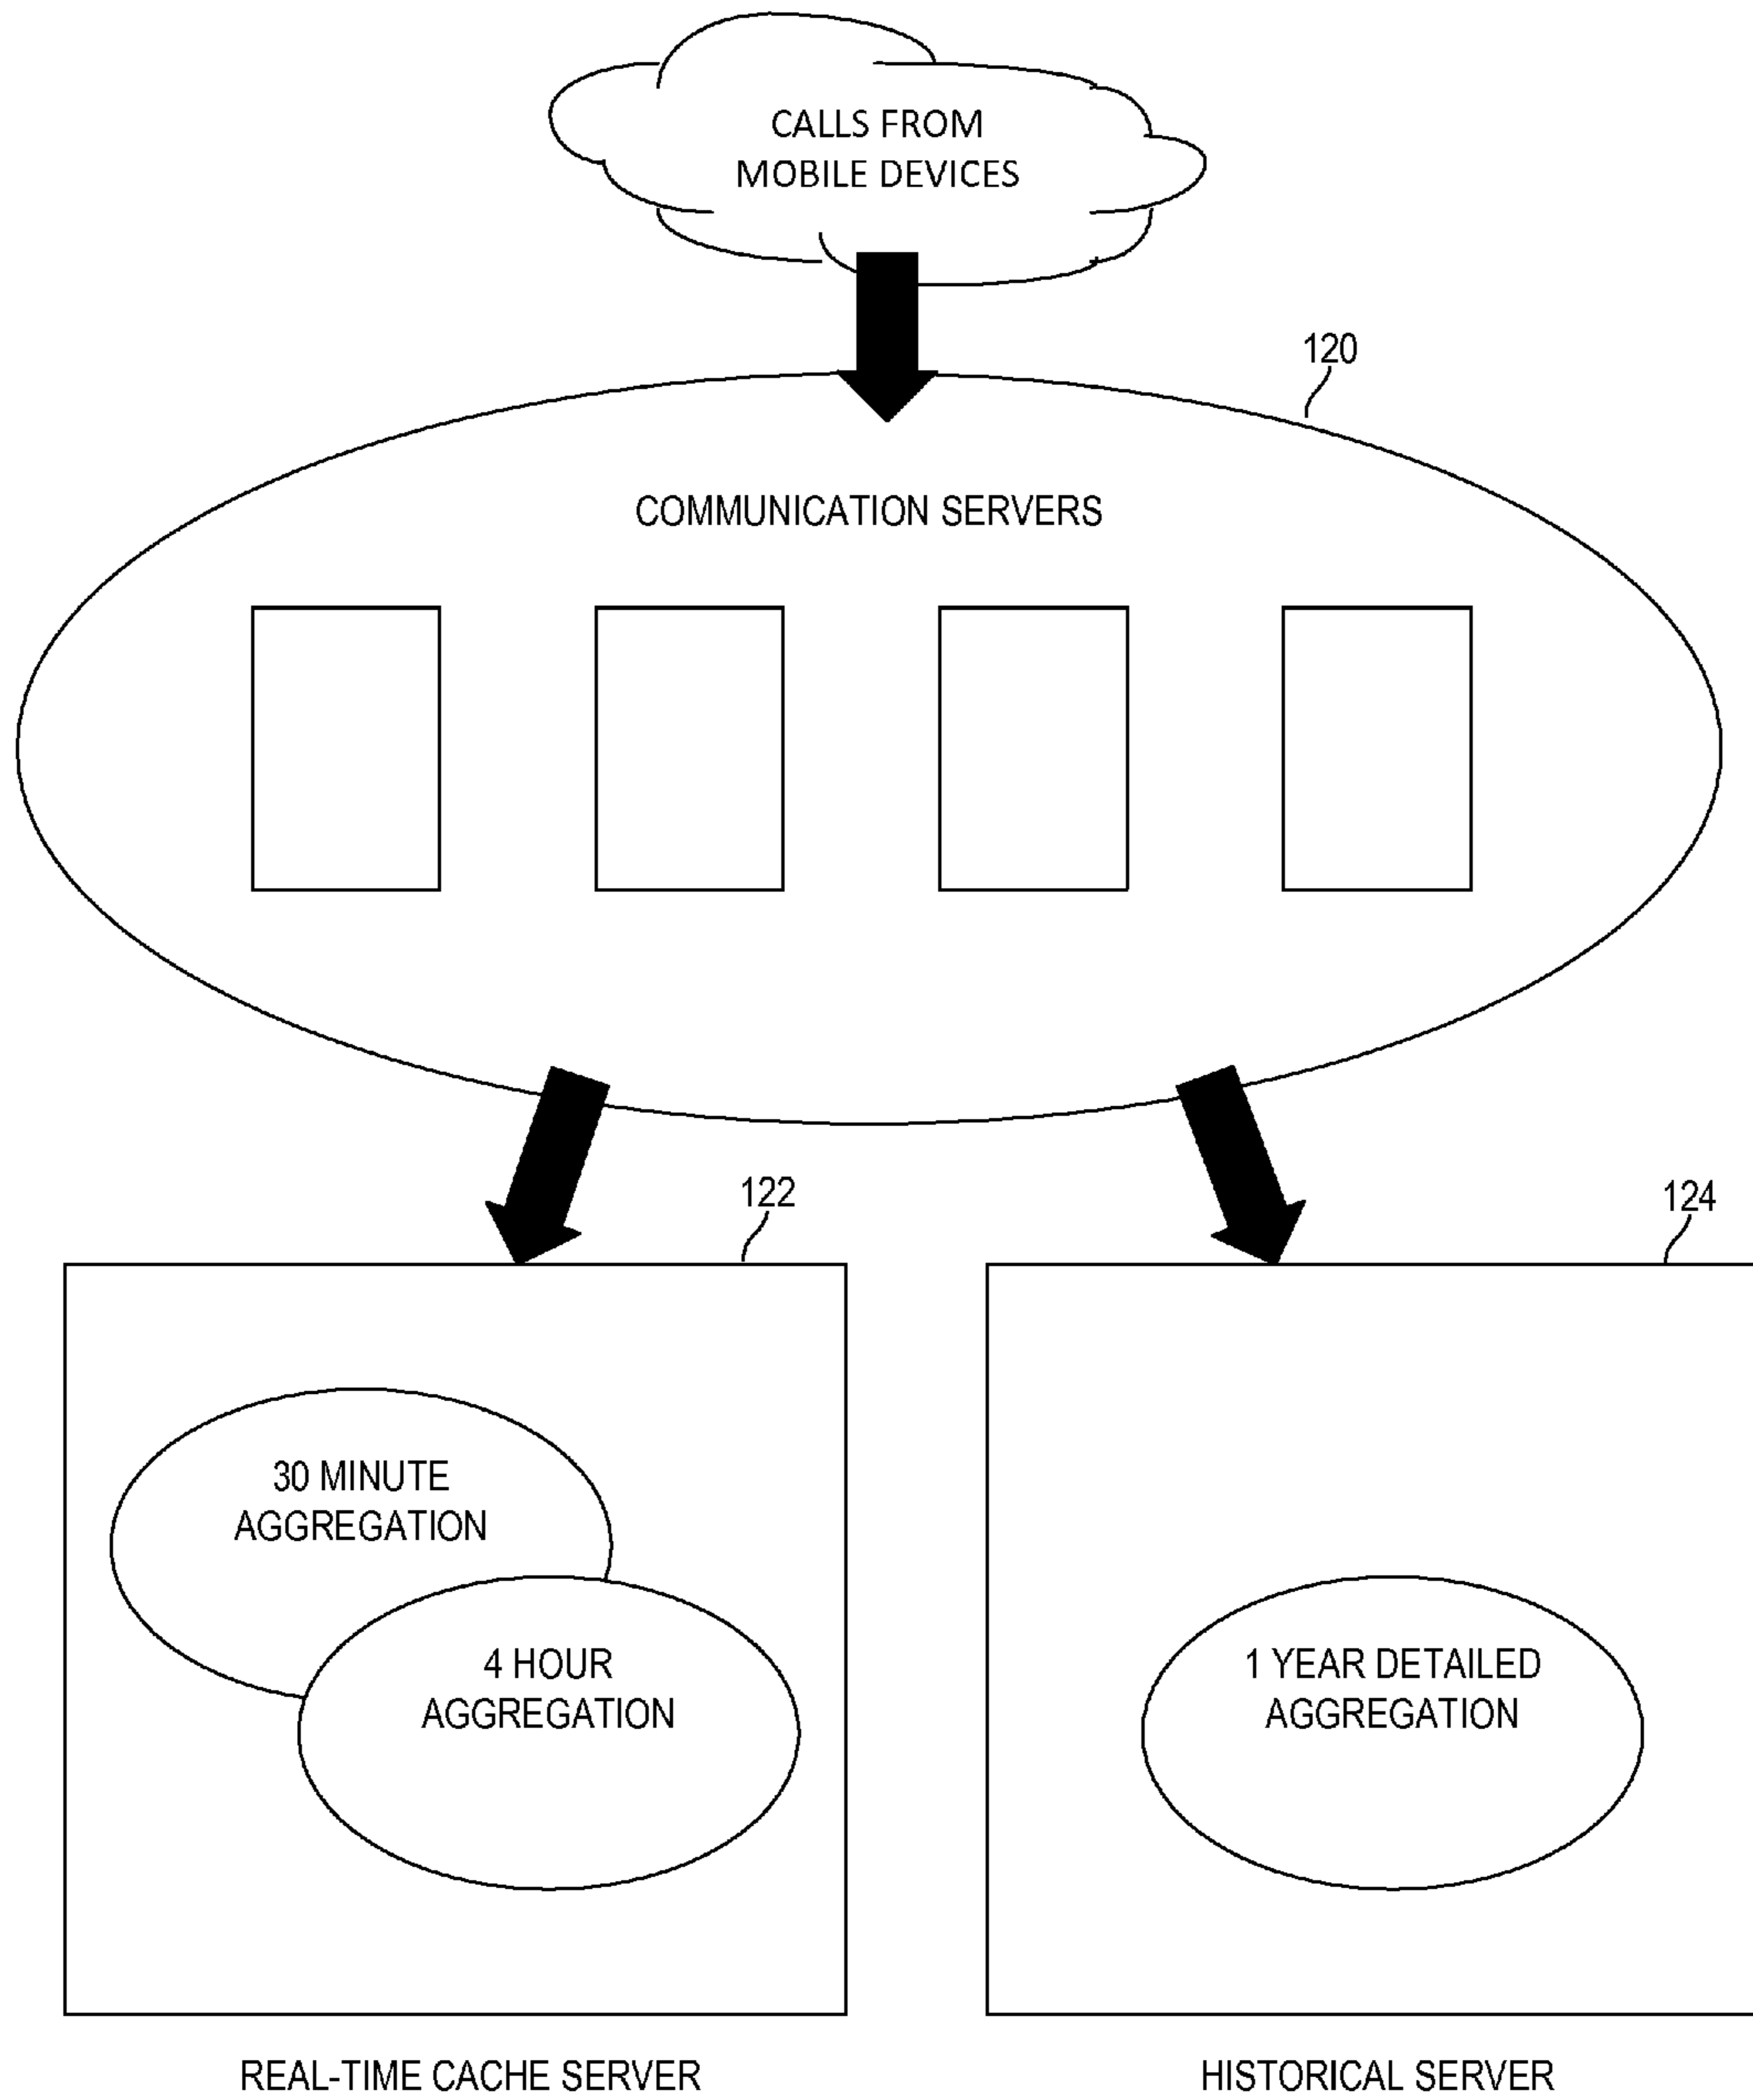 CALLS FROM
MOBILE DEVICES
120
COMMUNICATION SERVERS
122
124
30 MINUTE
AGGREGATION
4 HOUR
AGGREGATION
1 YEAR DETAILED
AGGREGATION
REAL-TIME CACHE SERVER
HISTORICAL SERVER